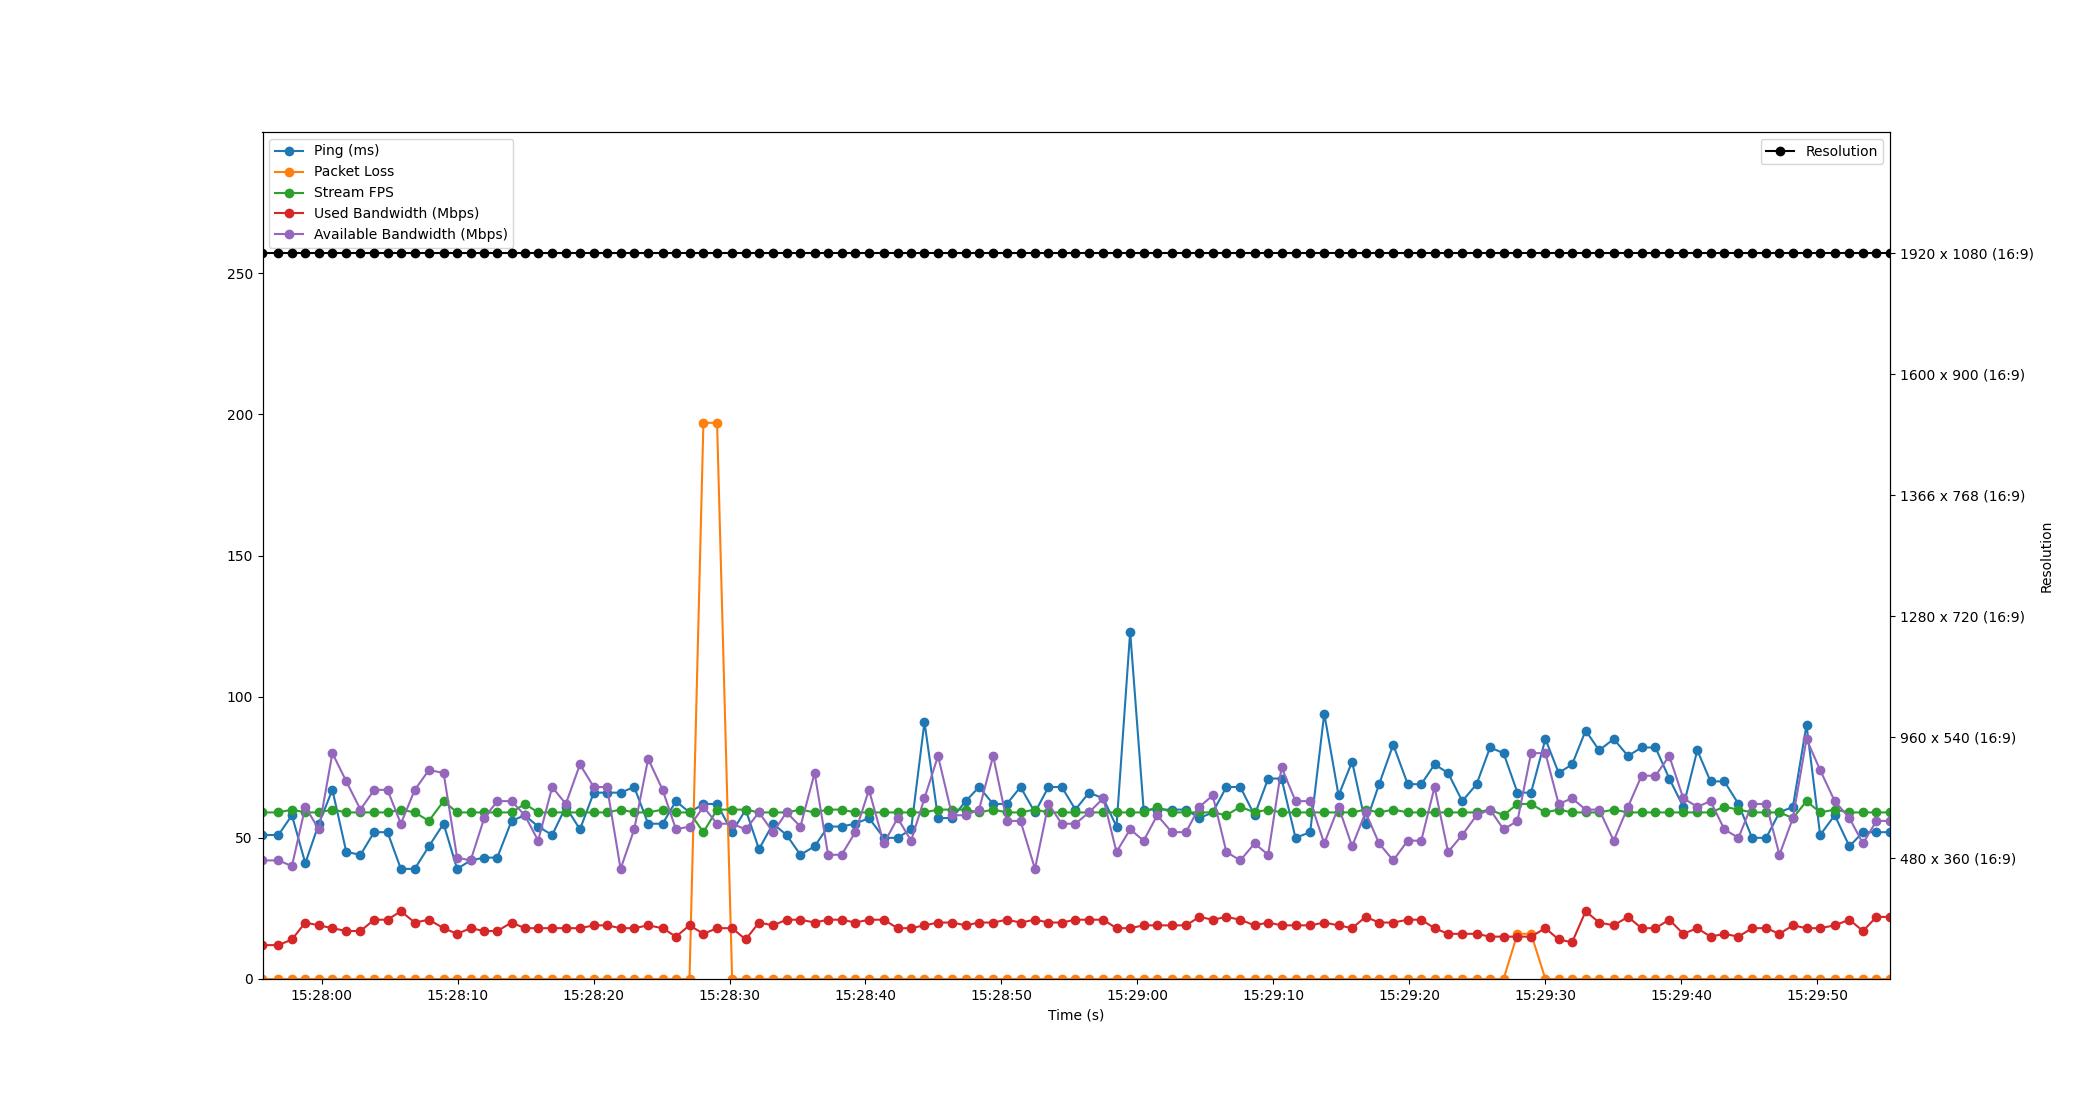 Ping (ms)
Packet Loss
Stream FPS
Used Bandwidth (Mbps)
Available Bandwidth (Mbps)
Resolution
250
200
150
100
50
0
1920 x 1080 (16:9)
1600 x 900 (16:9)
1366 x 768 (16:9)
1280 x 720 (16:9)
960 x 540 (16:9)
480 x 360 (16:9)
Resolution
15:28:00 15:28:10 15:28:20 15:28:30 15:28:40 15:28:50 15:29:00 15:29:10 15:29:20 15:29:30 15:29:40 15:29:50
Time (s)